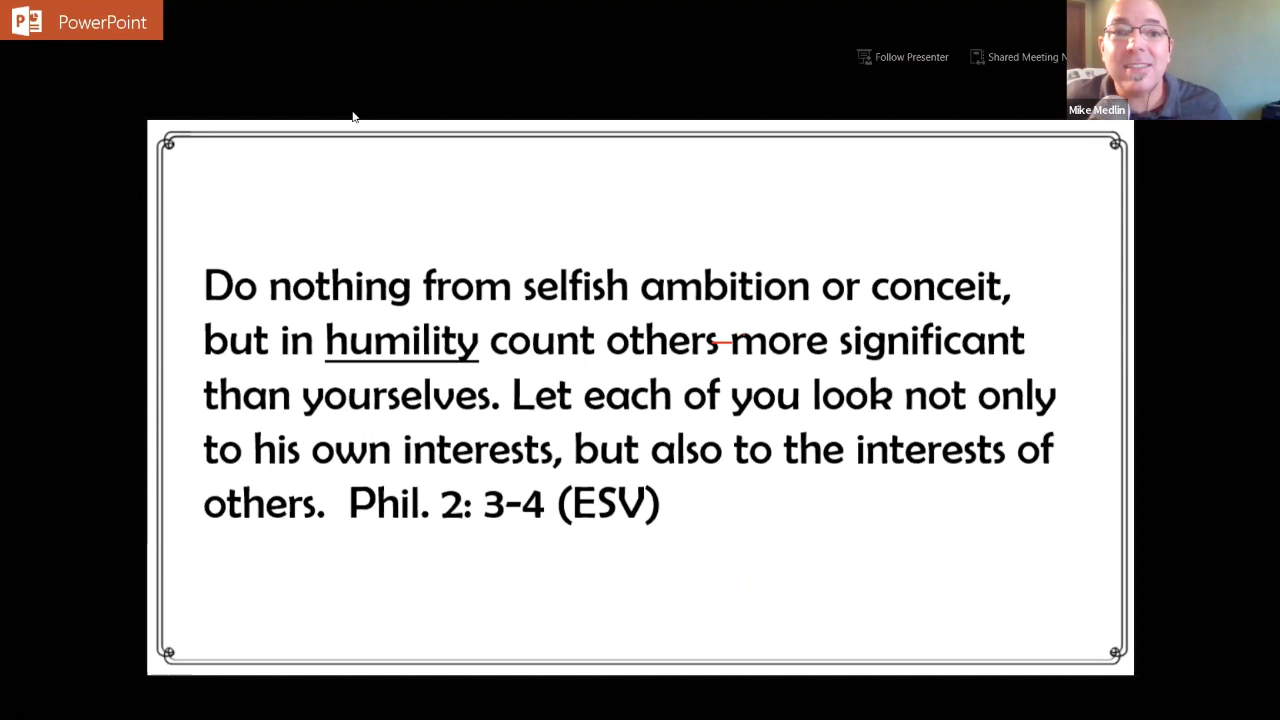 PowerPoint
Follow Presenter
Shared Meeting N
Mike Medlin
Do nothing from selfish ambition or conceit,
but in humility count others more significant
than yourselves. Let each of you look not only
to his own interests, but also to the interests of
others. Phil. 2: 3-4 (ESV)